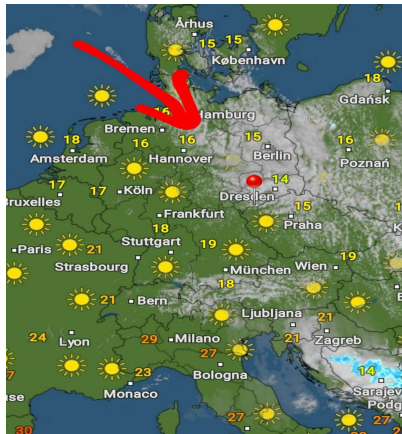 Århus
15
15
København
18
Gdańsk
16
Hamburg
Bremen
18
16
16
15
16
Amsterdam
Hannover
Berlin
Poznań
17
17
Köln
14
Bruxelles
Dresden
15
Frankfurt
Praha
18
Stuttgart
19
Paris
21
19
Strasbourg
München
Wien
18
21
Bern
Ljubljana
21
24
29
Milano
21
Zagreb
Lyon
27
23
Bologna
14
Monaco
Sarajev
Podg
27
27
30